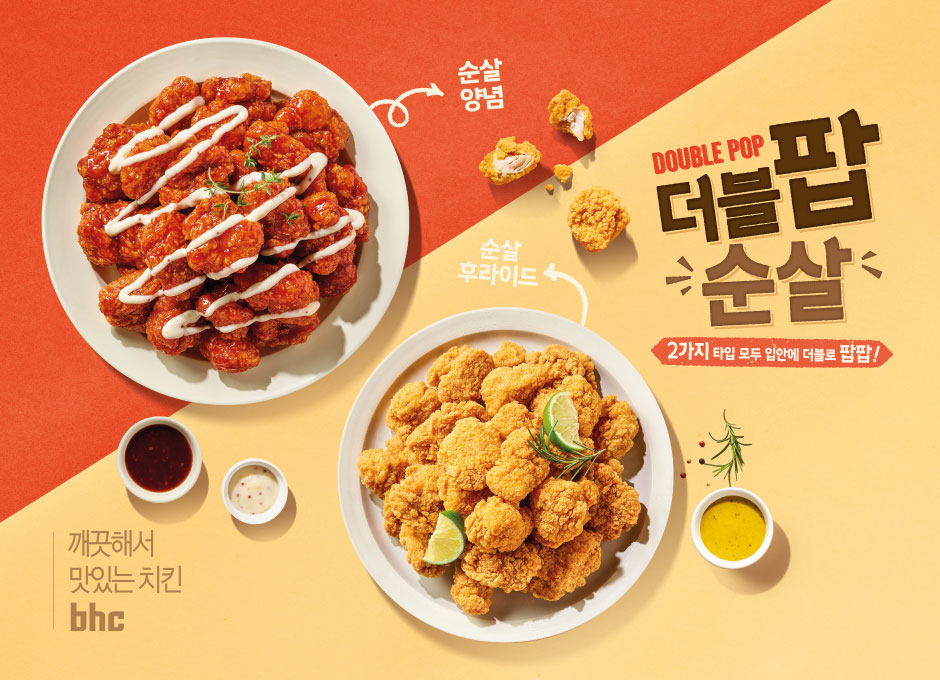 순살
양념
DOUBLE POP
더블팝
순살
2가지 타입 모두 입안에 더블로 팝팝!
순살
후라이드
깨끗해서
맛있는 치킨
bhc